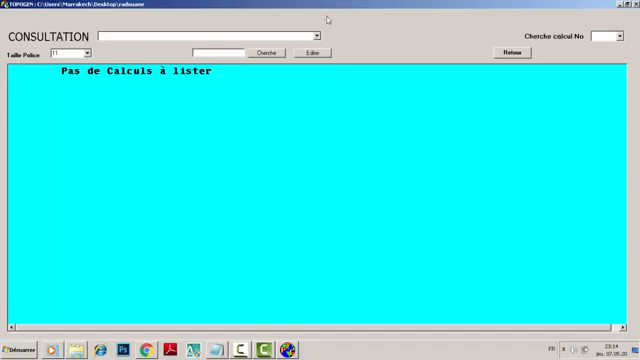 TOPOGEN : C:\Users\Marrakech\Desktop\radouane
CONSULTATION
Cherche calcul No
Taille Police
11
Cherche
Editer
Retour
Pas de Calculs à lister
Démarrer
FR
23:14
jeu. 07.05.20